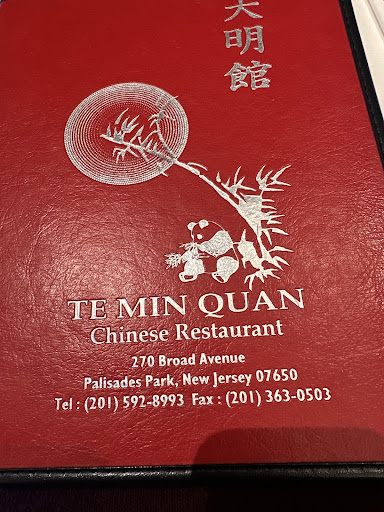 明館
TE MIN QUAN
Chinese Restaurant
270 Broad Avenue
Palisades Park, New Jersey 07650
Tel : (201) 592-8993 Fax : (201) 363-0503